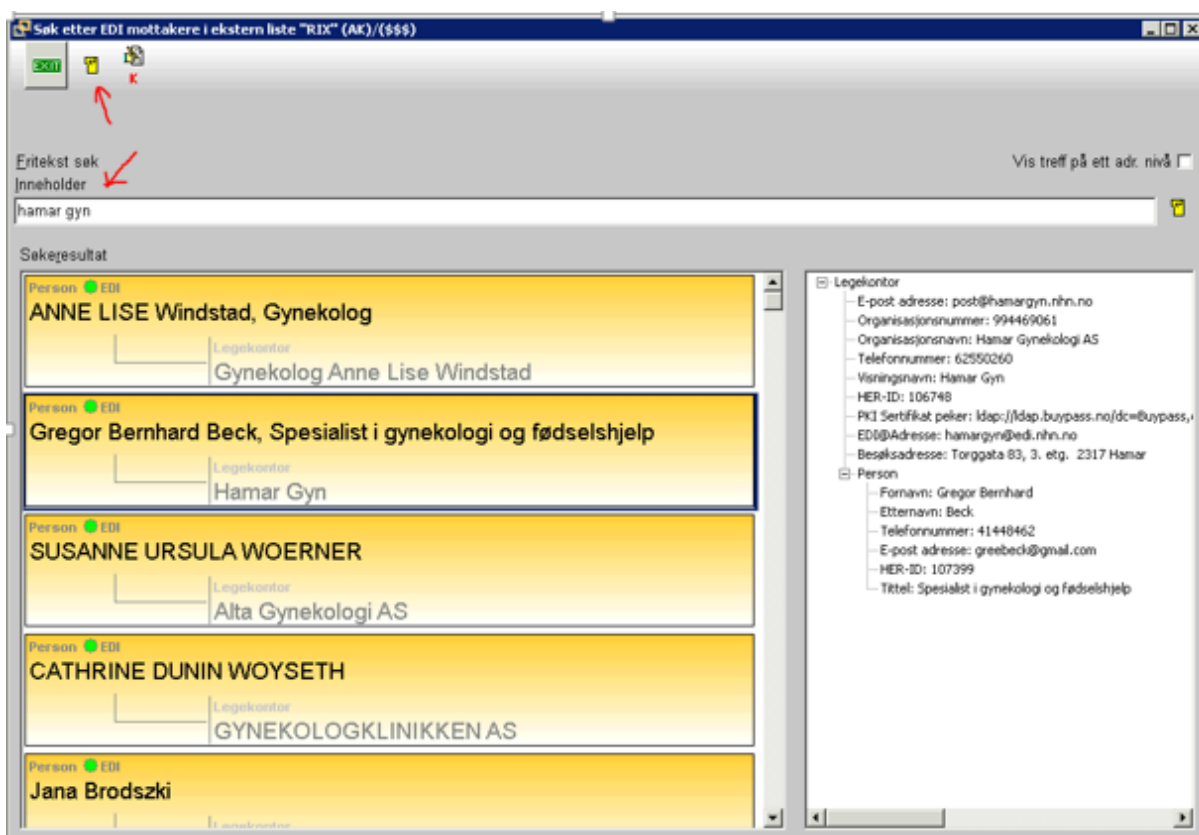 Søk etter EDI mottakere i ekstern liste "RIX" (AK)/($$$)
EXIT
K
Fritekst søk
Vis treff på ett adr. nivå
Inneholder
hamar gyn
Søkeresultat
Person EDI
ANNE LISE Windstad, Gynekolog
Legekontor
Gynekolog Anne Lise Windstad
Person EDI
Gregor Bernhard Beck, Spesialist i gynekologi og fødselshjelp
Legekontor
Hamar Gyn
Person EDI
SUSANNE URSULA WOERNER
Legekontor
Alta Gynekologi AS
Person EDI
CATHRINE DUNIN WOYSETH
Legekontor
GYNEKOLOGKLINIKKEN AS
Person EDI
Jana Brodszki
Legekontor
Legekontor
E-post adresse: post@hamargyn.nhn.no
Organisasjonsnummer: 994469061
Organisasjonsnavn: Hamar Gynekologi AS
Telefonnummer: 62550260
Visningsnavn: Hamar Gyn
HER-ID: 106748
PKI Sertifikat peker: ldap://ldap.buypass.no/dc=Buypass,
EDI@Adresse: hamargyn@edi.nhn.no
Besøksadresse: Torggata 83, 3. etg. 2317 Hamar
Person
Fornavn: Gregor Bernhard
Etternavn: Beck
Telefonnummer: 41448462
E-post adresse: greebeck@gmail.com
HER-ID: 107399
Tittel: Spesialist i gynekologi og fødselshjelp